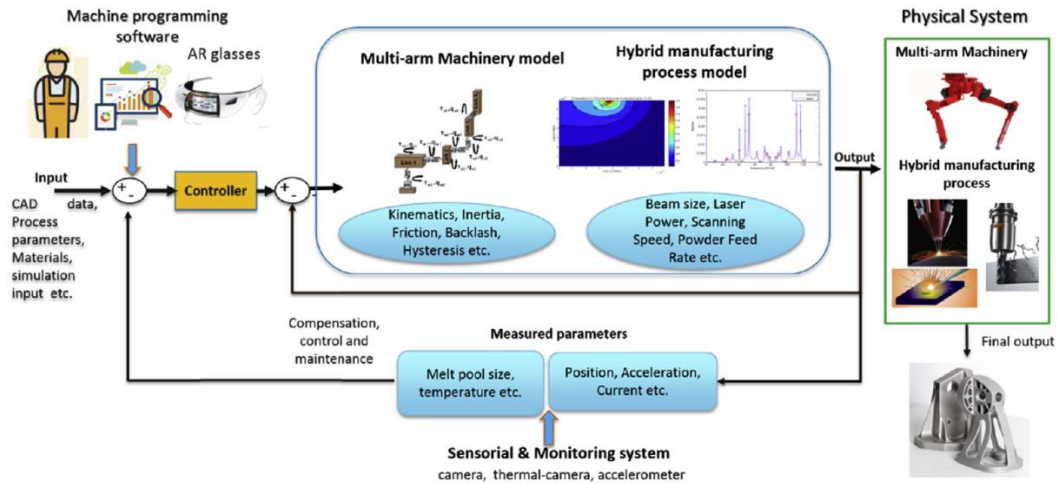 Machine programming
software
AR glasses
Input
CAD data,
Process
parameters,
Materials,
simulation
input etc.
+
-
Controller
+
-
Multi-arm Machinery model
Hybrid manufacturing
process model
Link 1
Kinematics, Inertia,
Friction, Backlash,
Hysteresis etc.
Beam size, Laser
Power, Scanning
Speed, Powder Feed
Rate etc.
Output
Physical System
Multi-arm Machinery
Hybrid manufacturing
process
Final output
Compensation,
control and
maintenance
Measured parameters
Melt pool size,
temperature etc.
Position, Acceleration,
Current etc.
Sensorial & Monitoring system
camera, thermal-camera, accelerometer